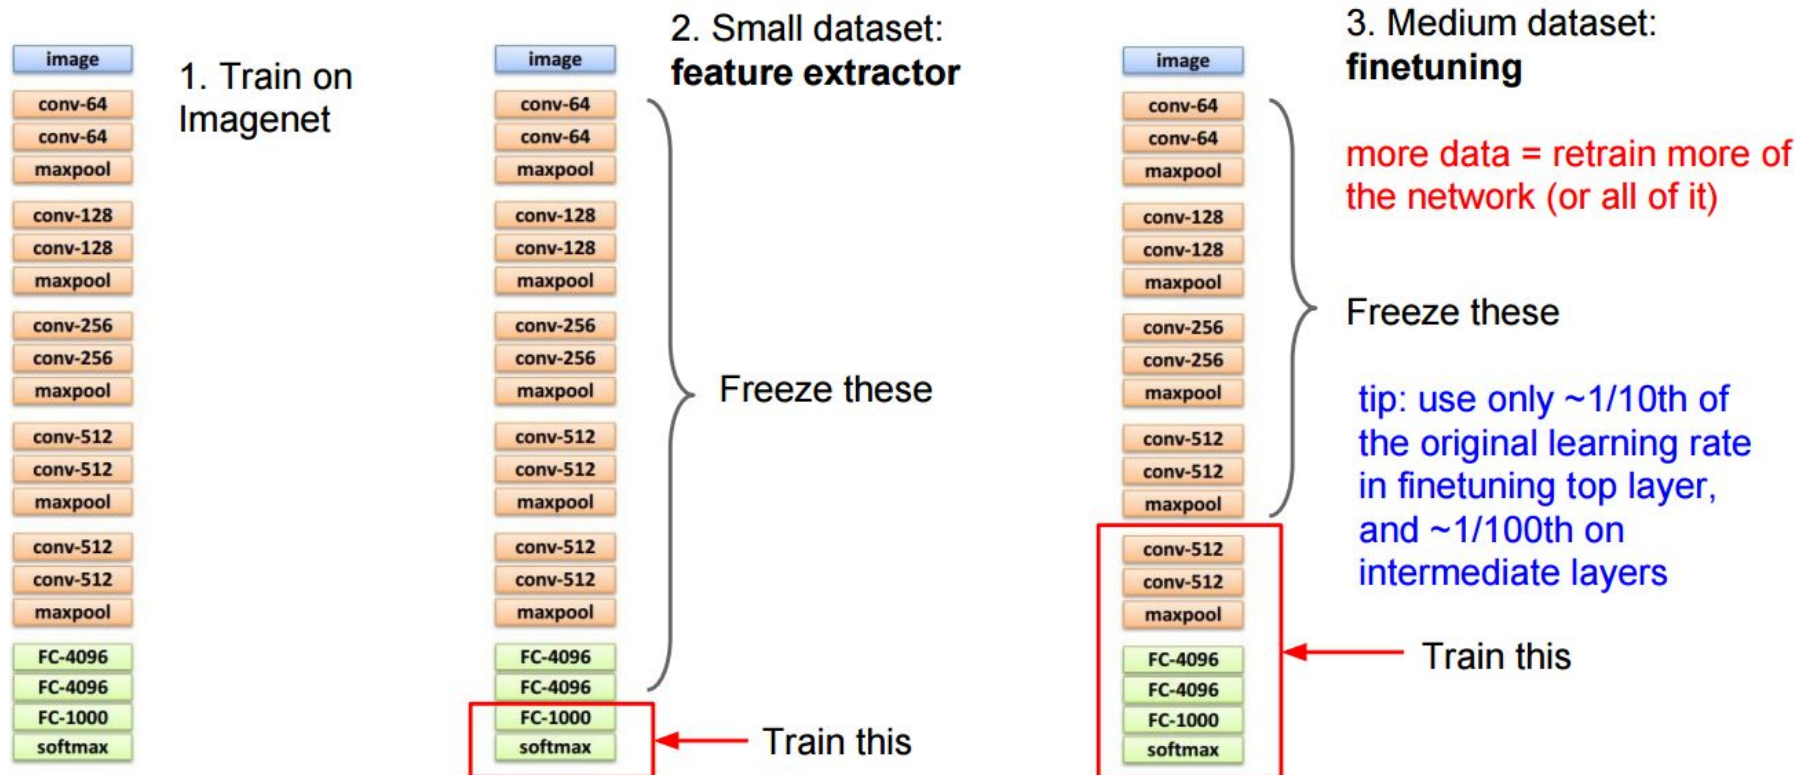 image
conv-64
conv-64
maxpool
conv-128
conv-128
maxpool
conv-256
conv-256
maxpool
conv-512
conv-512
maxpool
conv-512
conv-512
maxpool
FC-4096
FC-4096
FC-1000
softmax
1. Train on
Imagenet
2. Small dataset:
feature extractor
image
conv-64
conv-64
maxpool
conv-128
conv-128
maxpool
conv-256
conv-256
maxpool
conv-512
conv-512
maxpool
conv-512
conv-512
maxpool
FC-4096
FC-4096
FC-1000
softmax
Freeze these
Train this
3. Medium dataset:
finetuning
image
conv-64
conv-64
maxpool
conv-128
conv-128
maxpool
conv-256
conv-256
maxpool
conv-512
conv-512
maxpool
conv-512
conv-512
maxpool
FC-4096
FC-4096
FC-1000
softmax
more data = retrain more of
the network (or all of it)
Freeze these
tip: use only ~1/10th of
the original learning rate
in finetuning top layer,
and ~1/100th on
intermediate layers
Train this